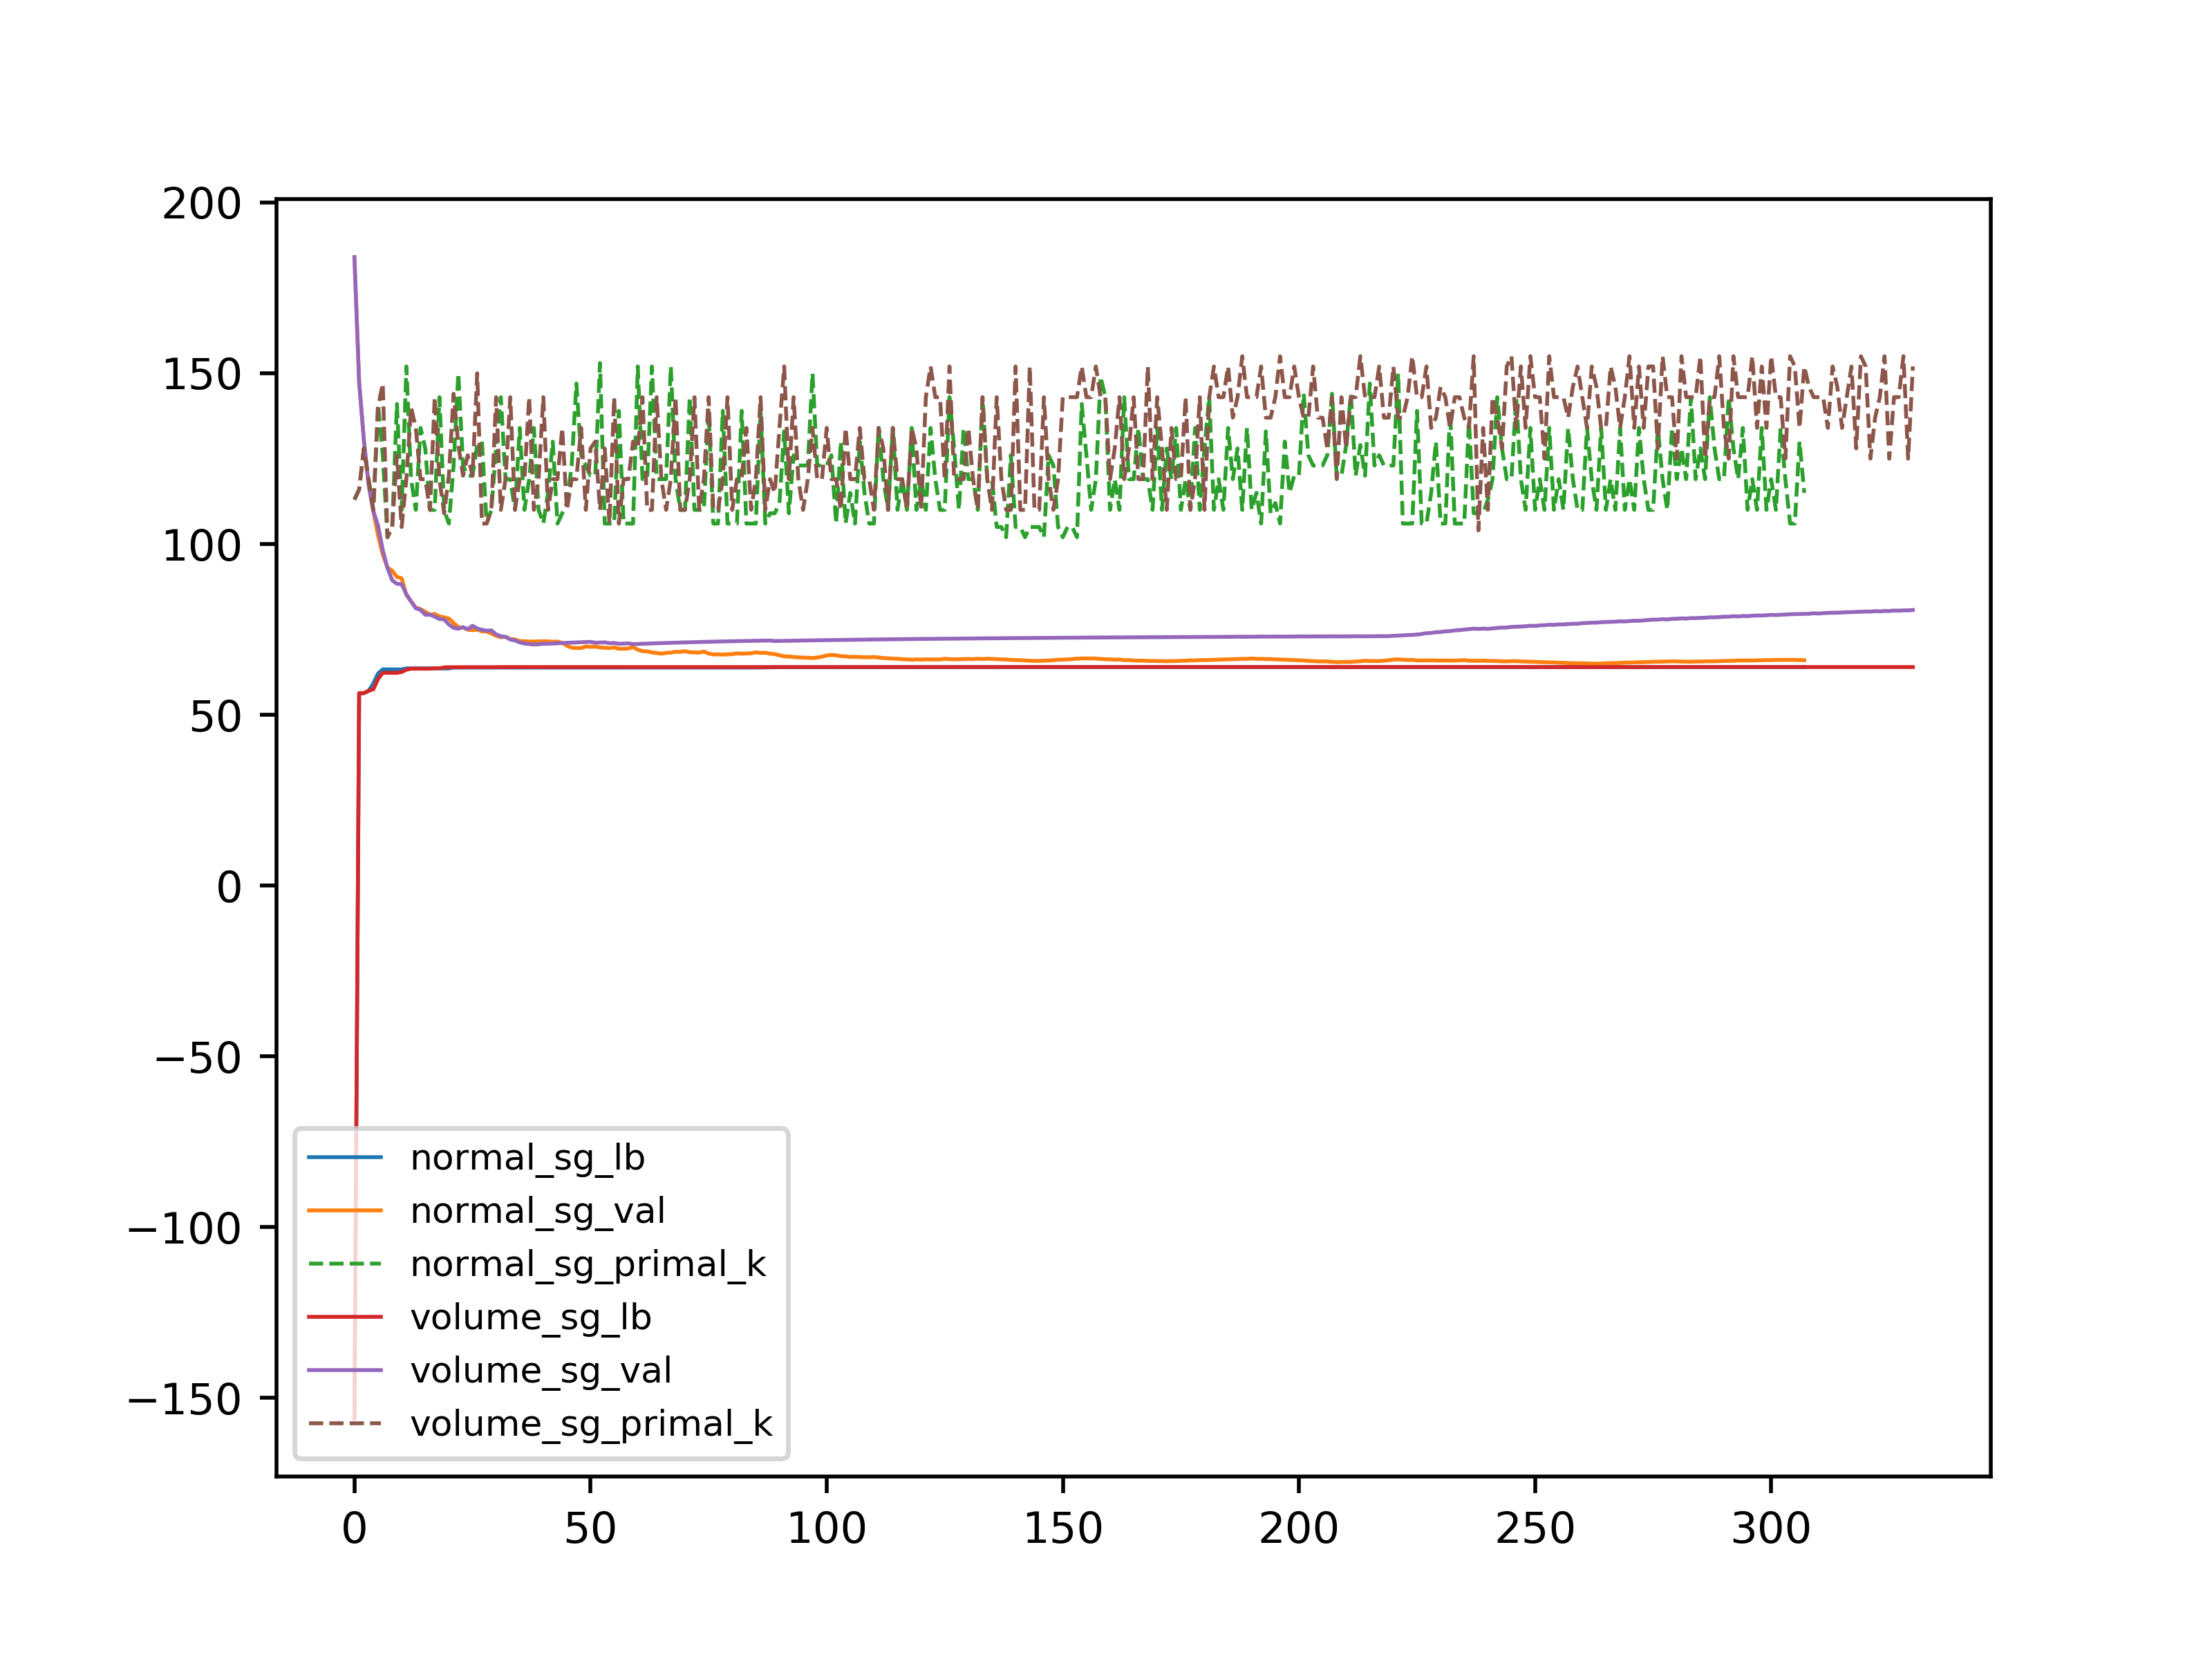 200
150
100
50
0
−50
−100
−150
normal_sg_lb
normal_sg_val
normal_sg_primal_k
volume_sg_lb
volume_sg_val
volume_sg_primal_k
0 50 100 150 200 250 300